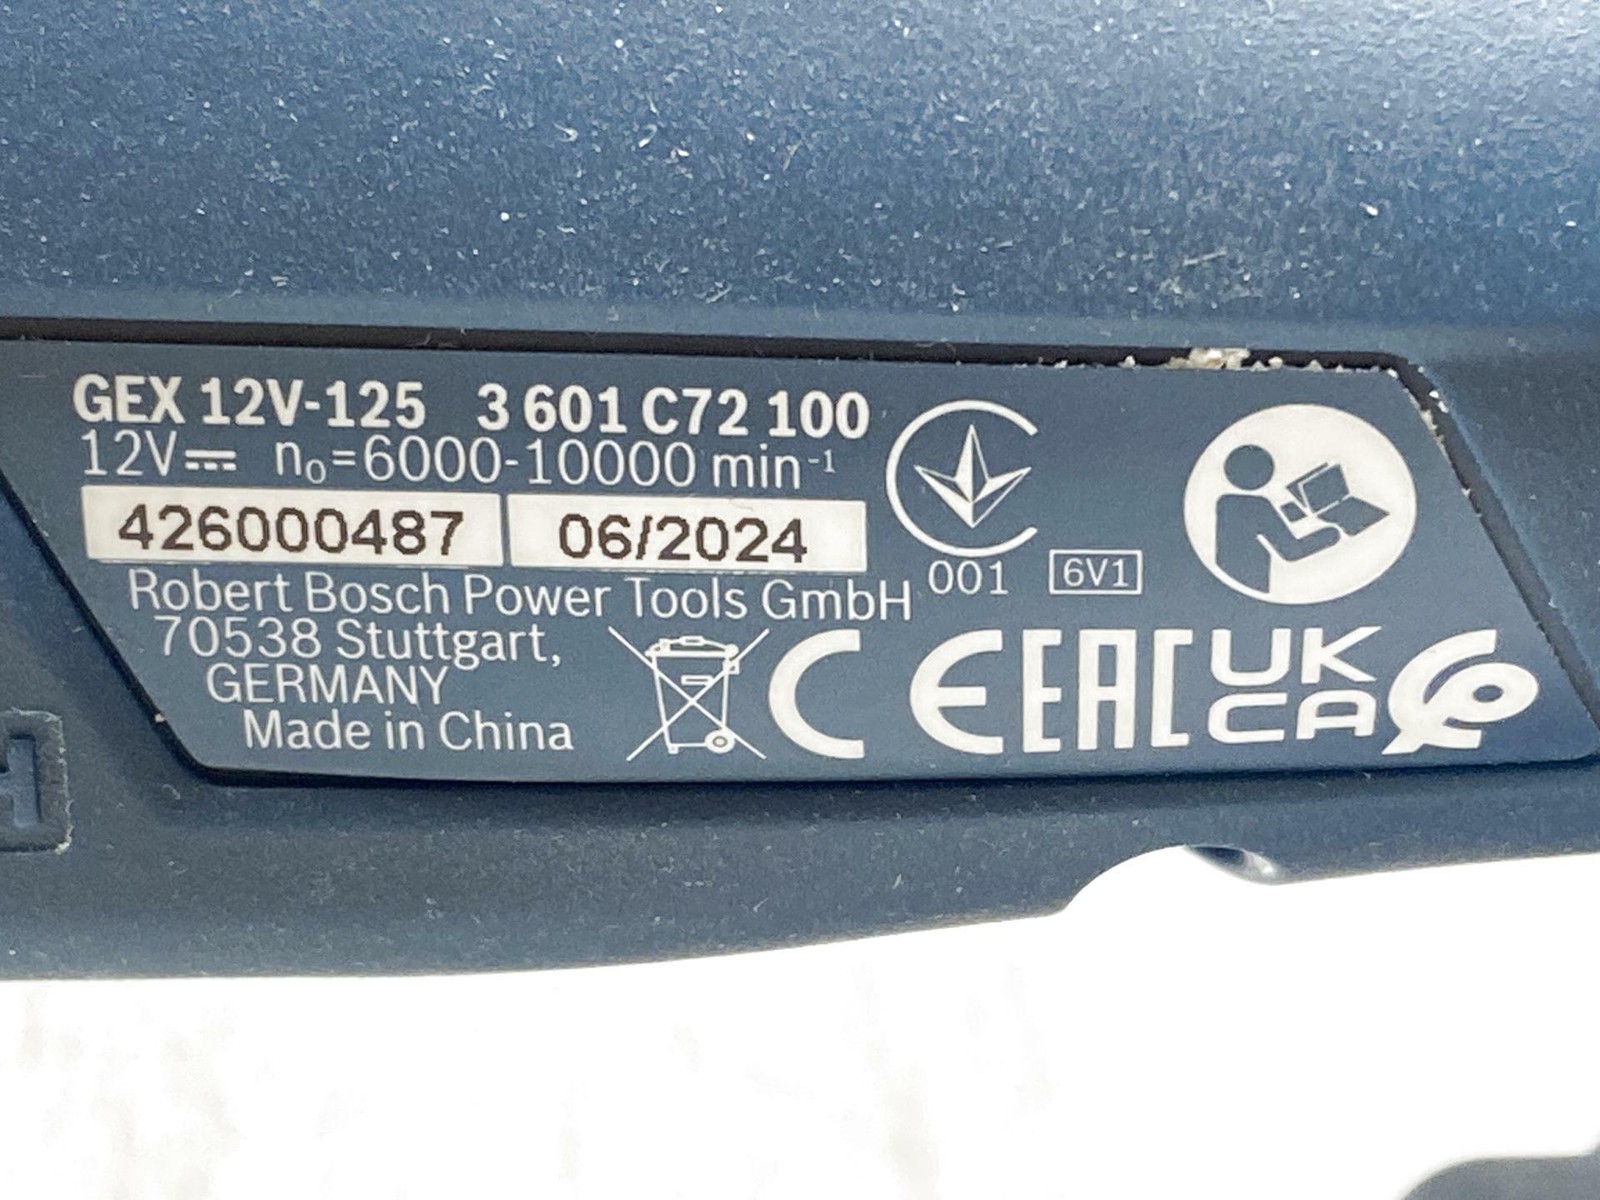 GEX 12V-125 3 601 C72 100
12V⎓ n₀=6000-10000 min⁻¹
426000487 06/2024
Robert Bosch Power Tools GmbH
70538 Stuttgart,
GERMANY
Made in China
001
6V1
CE
EAC
UK
CA
H